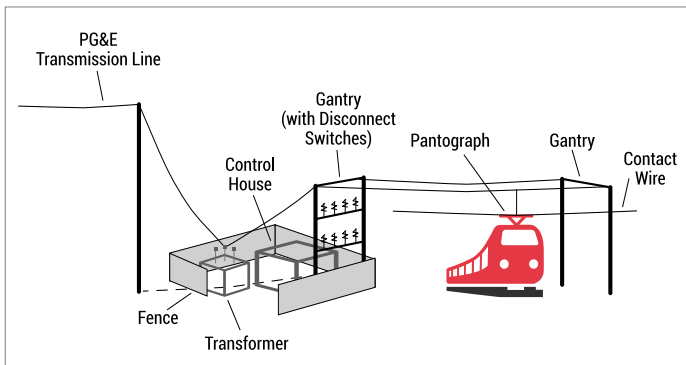 PG&E
Transmission Line
Gantry
(with Disconnect
Switches)
Pantograph
Gantry
Contact
Wire
Control
House
Fence
Transformer